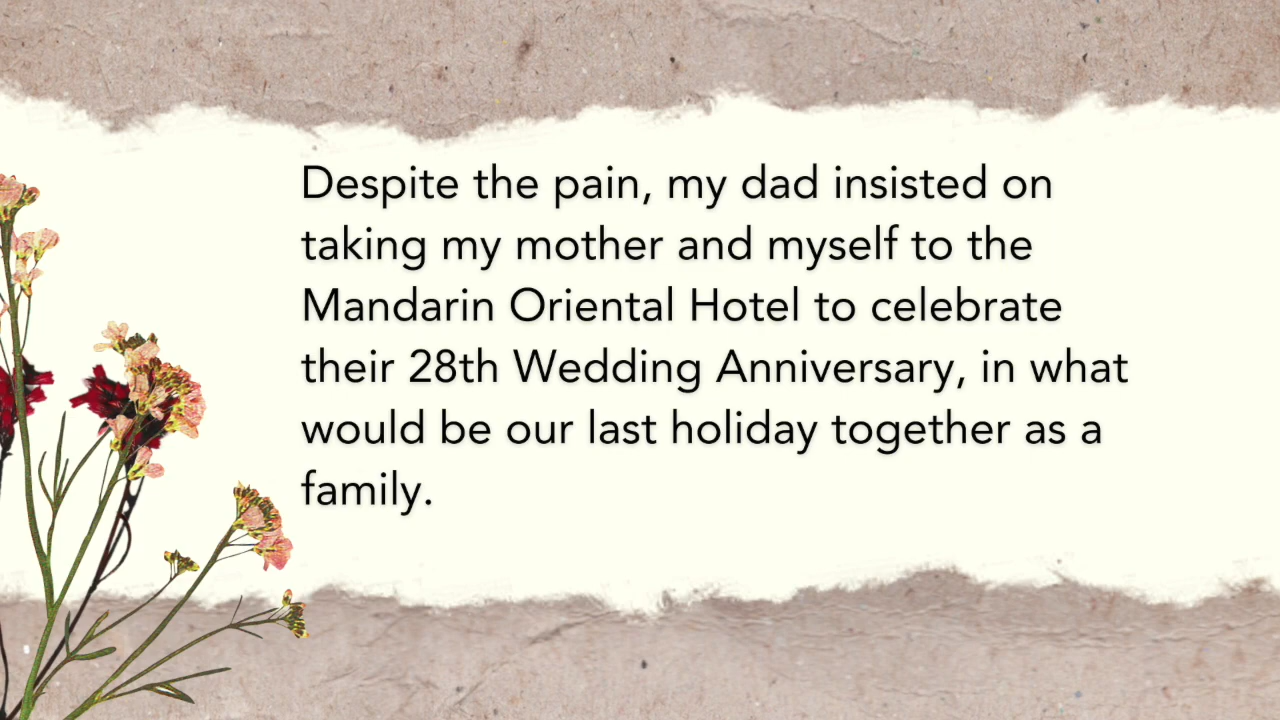 Despite the pain, my dad insisted on
taking my mother and myself to the
Mandarin Oriental Hotel to celebrate
their 28th Wedding Anniversary, in what
would be our last holiday together as a
family.